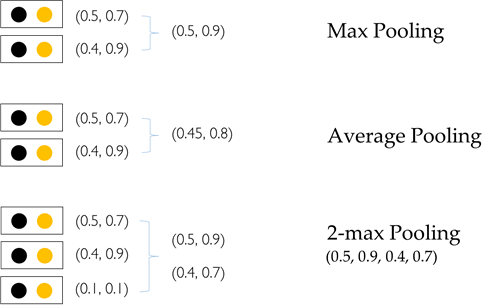 (0.5, 0.7)
(0.4, 0.9)
(0.5, 0.9)
Max Pooling
(0.5, 0.7)
(0.4, 0.9)
(0.45, 0.8)
Average Pooling
(0.5, 0.7)
(0.4, 0.9)
(0.1, 0.1)
(0.5, 0.9)
(0.4, 0.7)
2-max Pooling
(0.5, 0.9, 0.4, 0.7)